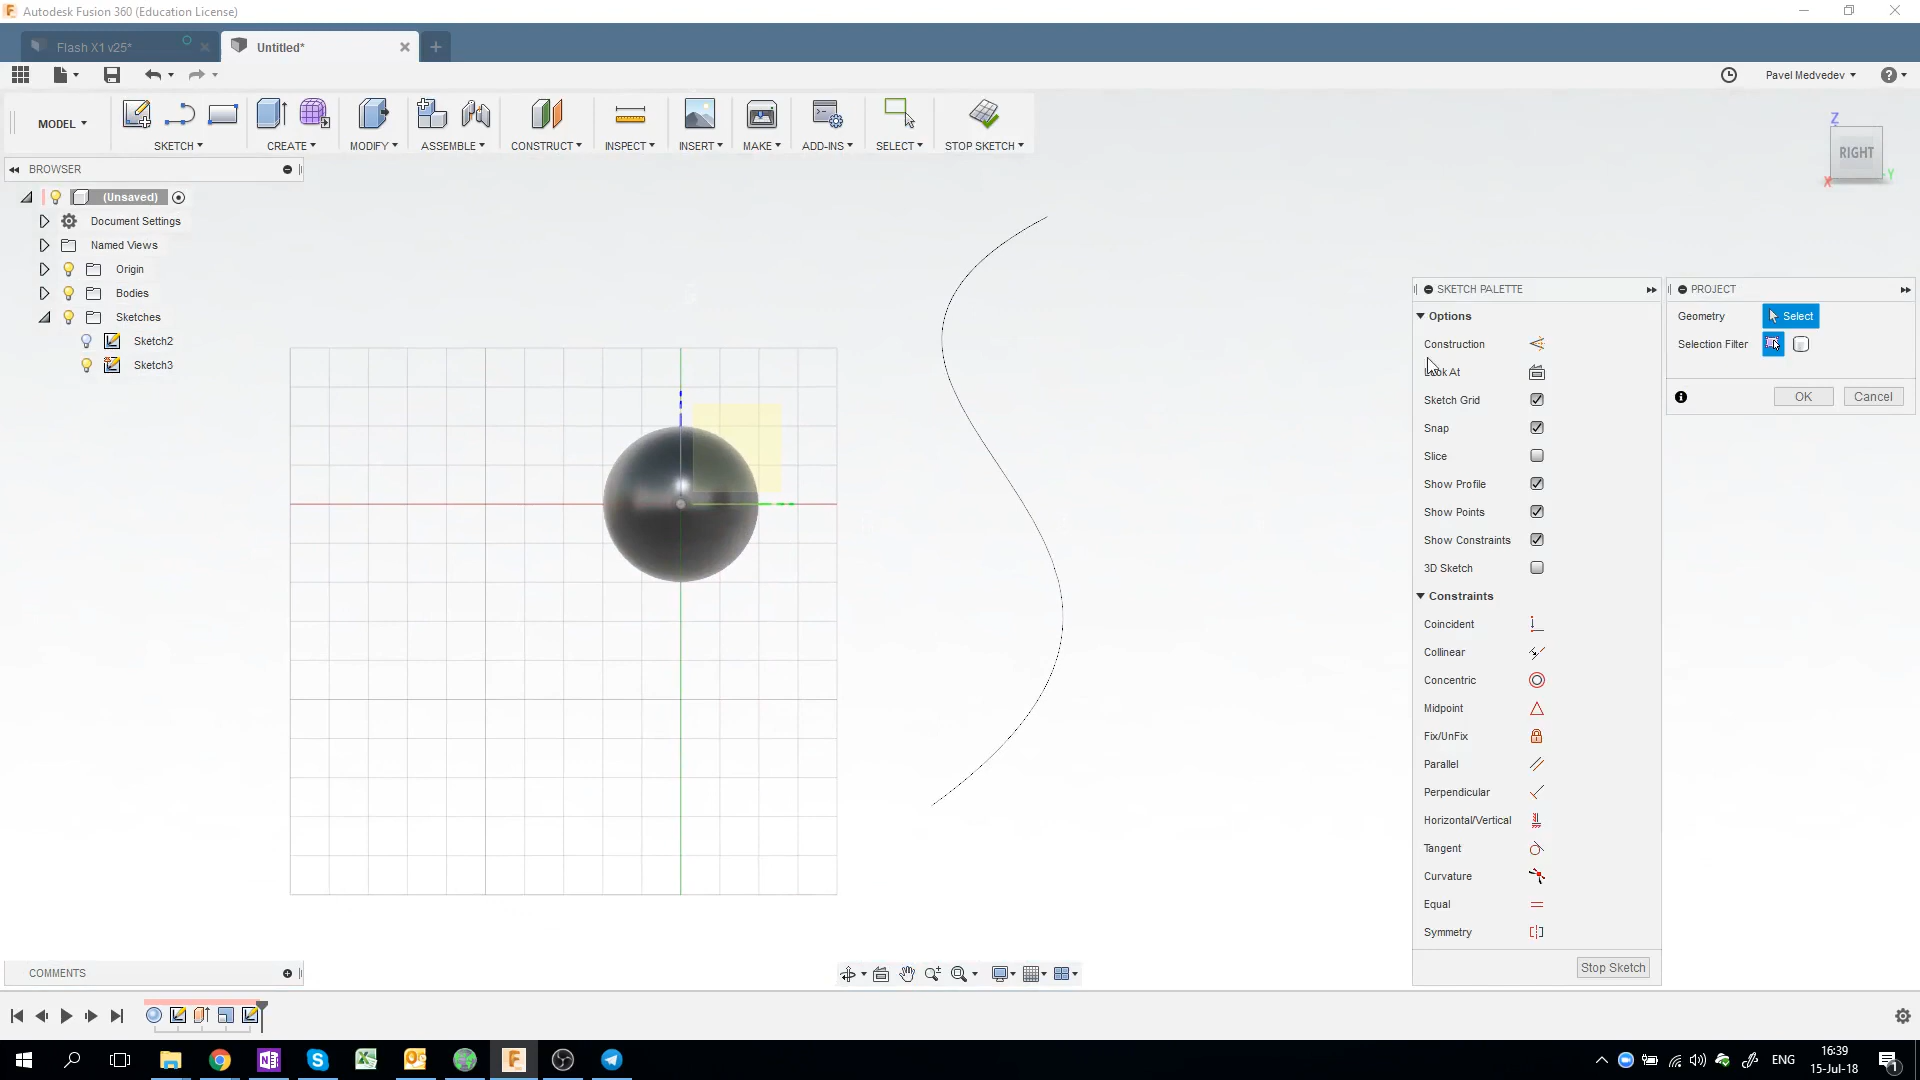 Autodesk Fusion 360 (Education License)
Flash X1 v25*
Untitled*
Pavel Medvedev
MODEL
SKETCH
CREATE
MODIFY
ASSEMBLE
CONSTRUCT
INSPECT
INSERT
MAKE
ADD-INS
SELECT
STOP SKETCH
Z
RIGHT
X
Y
BROWSER
(Unsaved)
Document Settings
Named Views
Origin
Bodies
Sketches
Sketch2
Sketch3
SKETCH PALETTE
Options
Construction
Look At
Sketch Grid
Snap
Slice
Show Profile
Show Points
Show Constraints
3D Sketch
Constraints
Coincident
Collinear
Concentric
Midpoint
Fix/UnFix
Parallel
Perpendicular
Horizontal/Vertical
Tangent
Curvature
Equal
Symmetry
Stop Sketch
PROJECT
Geometry
Select
Selection Filter
OK
Cancel
COMMENTS
ENG
16:39
15-Jul-18
1